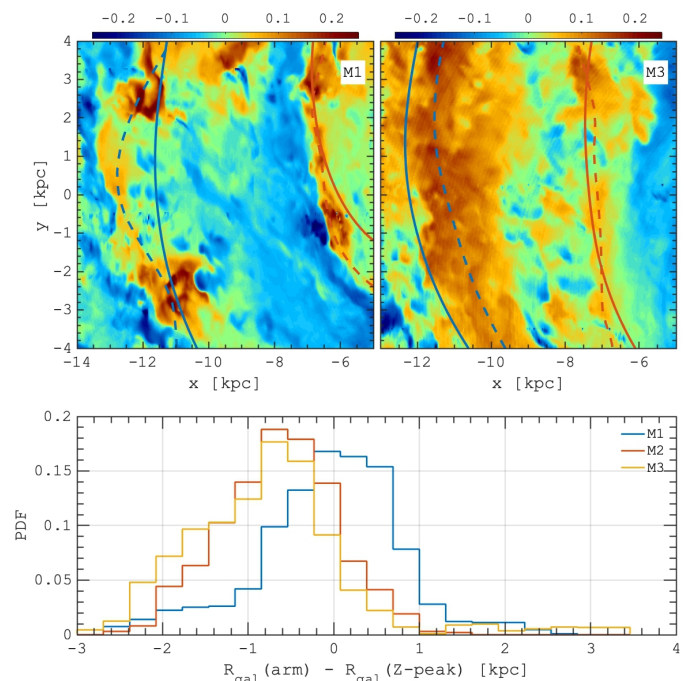 -0.2 -0.1 0 0.1 0.2
-0.2 -0.1 0 0.1 0.2
M1
M3
4
3
2
1
0
-1
-2
-3
-4
y [kpc]
-14 -12 -10 -8 -6
-12 -10 -8 -6
x [kpc]
x [kpc]
0.2
0.15
0.1
0.05
0
PDF
M1
M2
M3
-3 -2 -1 0 1 2 3 4
R_gal(arm) - R_gal(Z-peak) [kpc]